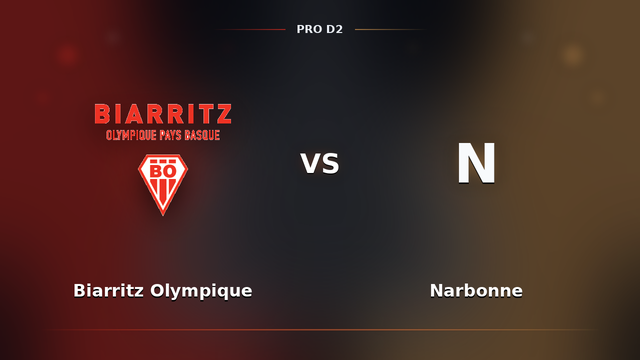 PRO D2
BIARRITZ
OLYMPIQUE PAYS BASQUE
BO
VS
N
Biarritz Olympique
Narbonne